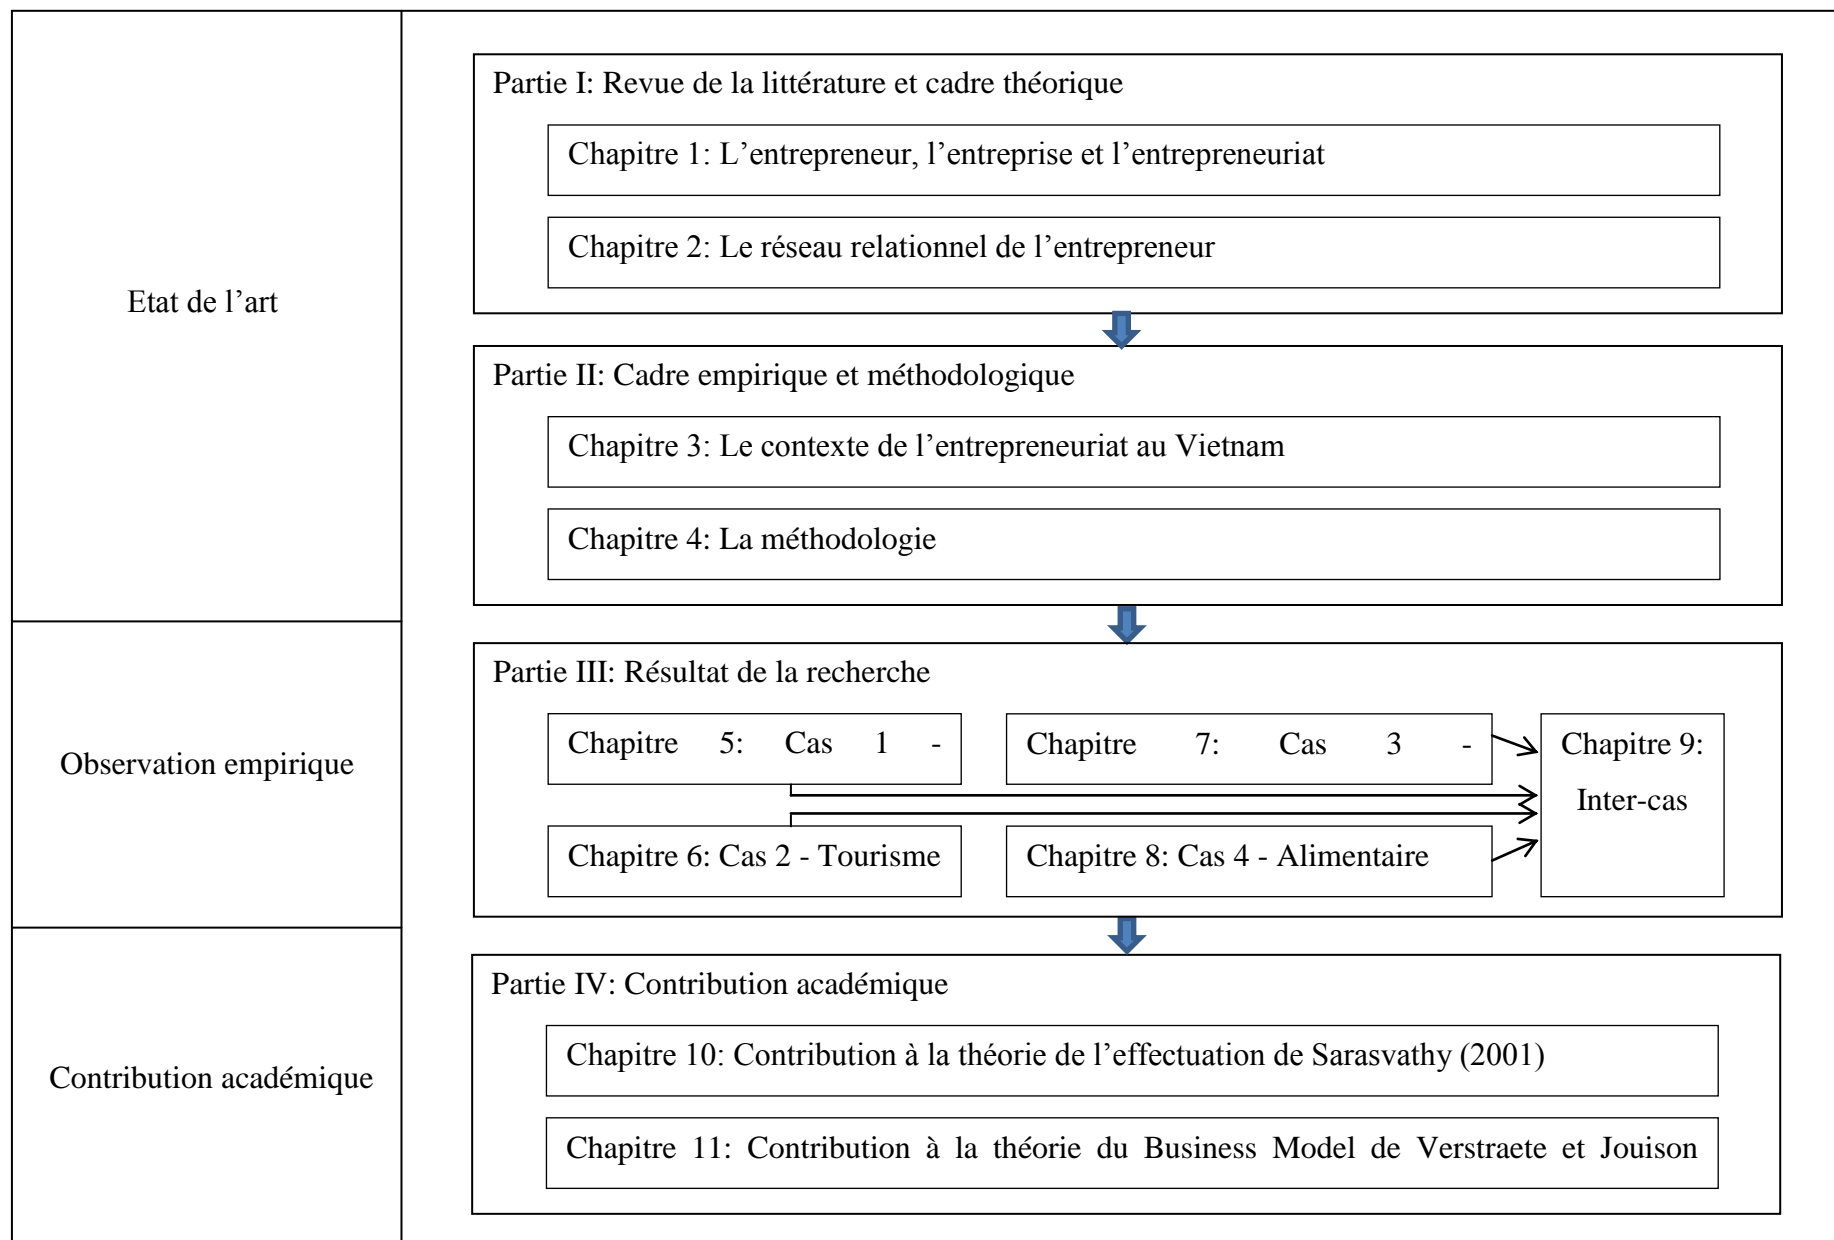 Etat de l’art
Partie I: Revue de la littérature et cadre théorique
Chapitre 1: L’entrepreneur, l’entreprise et l’entrepreneuriat
Chapitre 2: Le réseau relationnel de l’entrepreneur
Partie II: Cadre empirique et méthodologique
Chapitre 3: Le contexte de l’entrepreneuriat au Vietnam
Chapitre 4: La méthodologie
Observation empirique
Partie III: Résultat de la recherche
Chapitre 5: Cas 1 -
Chapitre 6: Cas 2 - Tourisme
Chapitre 7: Cas 3 -
Chapitre 8: Cas 4 - Alimentaire
Chapitre 9:
Inter-cas
Contribution académique
Partie IV: Contribution académique
Chapitre 10: Contribution à la théorie de l’effectuation de Sarasvathy (2001)
Chapitre 11: Contribution à la théorie du Business Model de Verstraete et Jouison